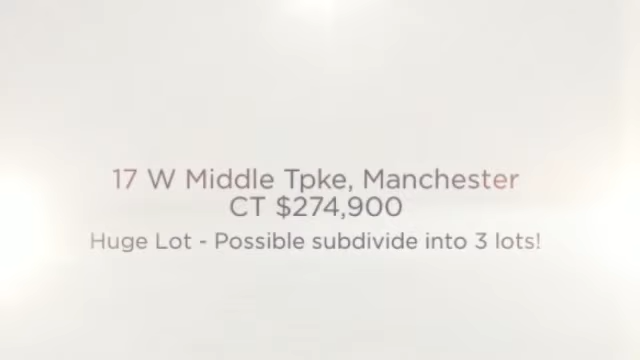 17 W Middle Tpke, Manchester
CT $274,900
Huge Lot - Possible subdivide into 3 lots!